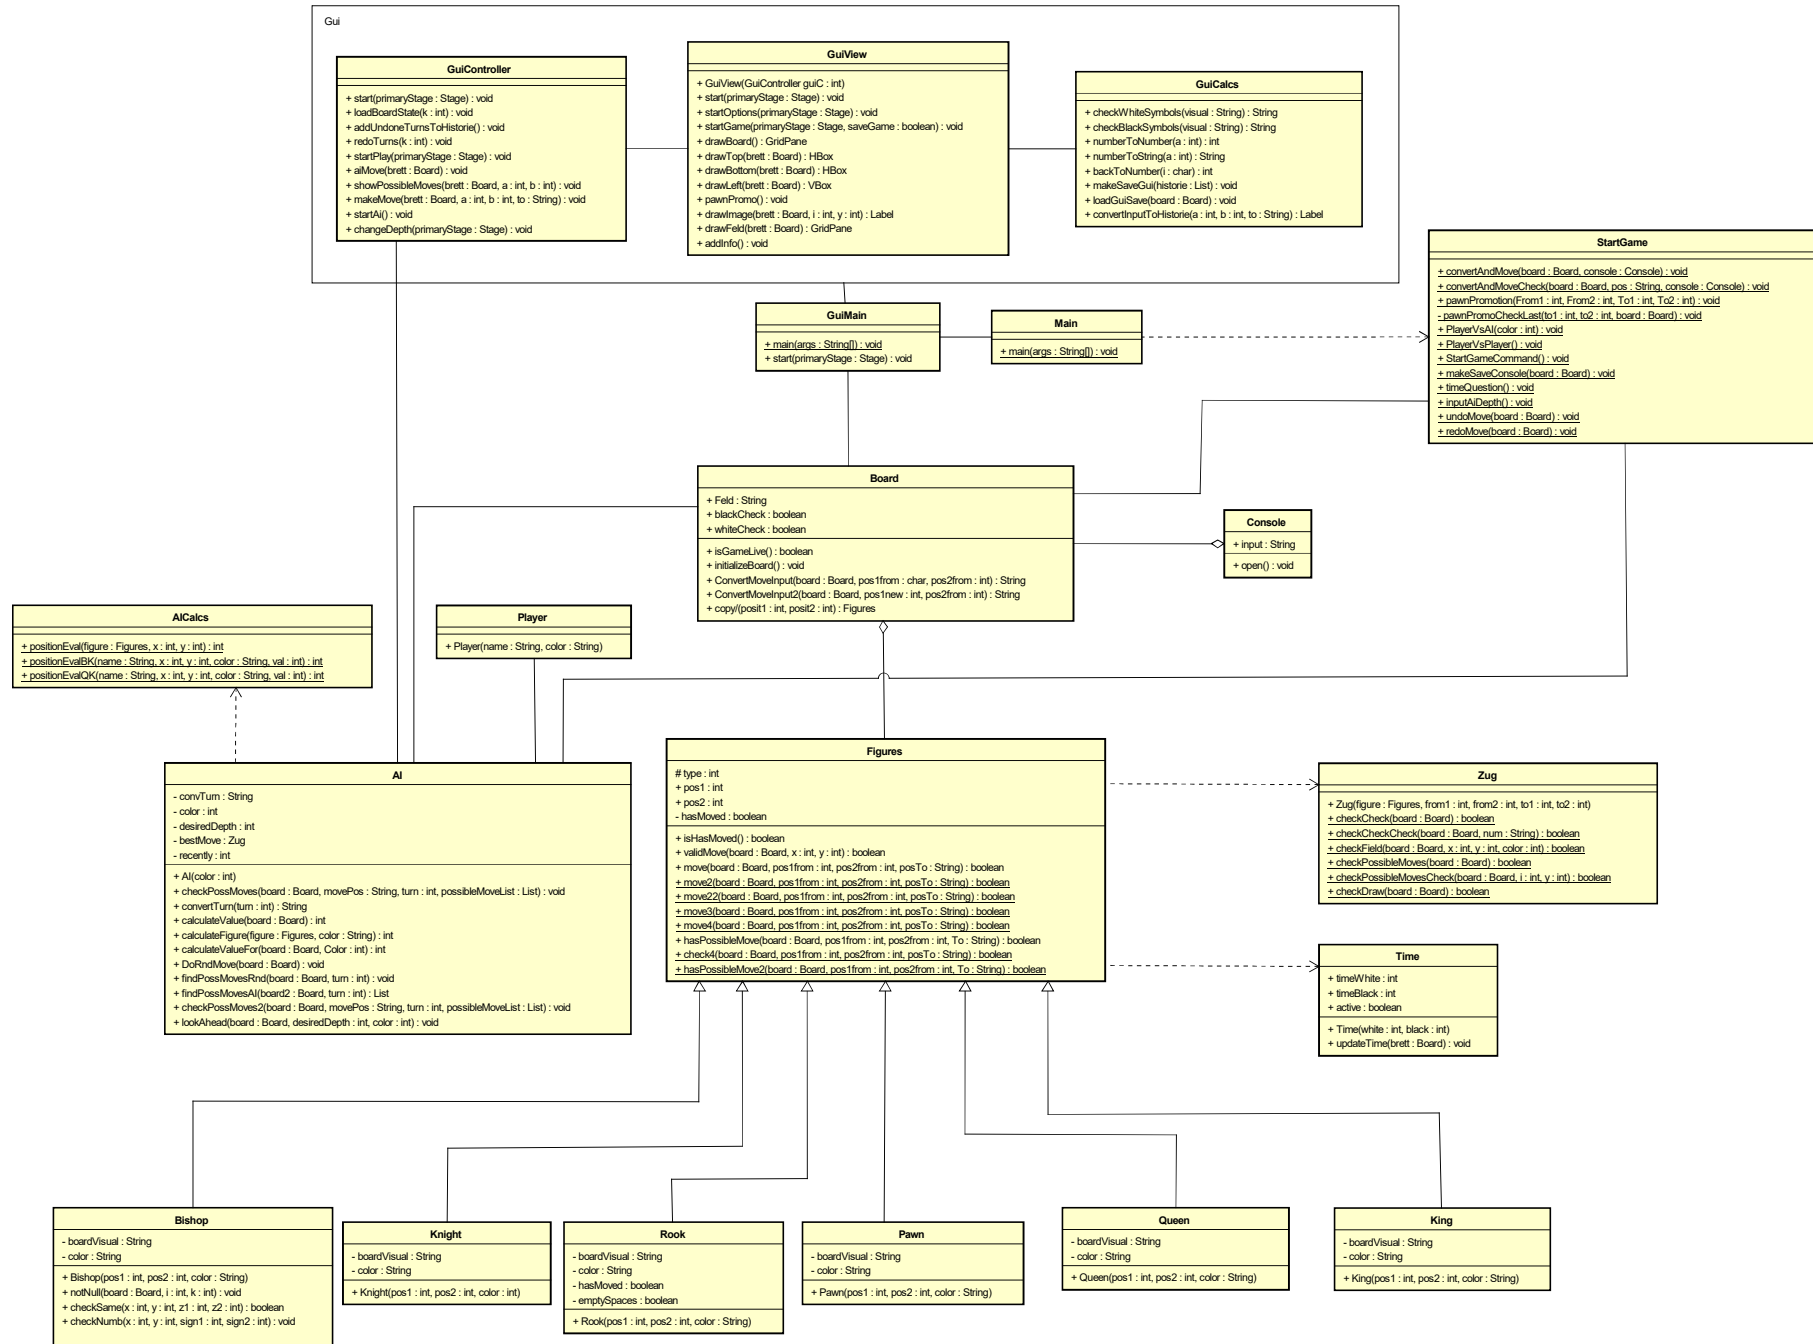 Gui
GuiController
+ start(primaryStage : Stage) : void
+ loadBoardState(k : int) : void
+ addUndoneTurnsToHistorie() : void
+ redoTurns(k : int) : void
+ startPlay(primaryStage : Stage) : void
+ aiMove(brett : Board) : void
+ showPossibleMoves(brett : Board, a : int, b : int) : void
+ makeMove(brett : Board, a : int, b : int, to : String) : void
+ startAi() : void
+ changeDepth(primaryStage : Stage) : void
GuiView
+ GuiView(GuiController guiC : int)
+ start(primaryStage : Stage) : void
+ startOptions(primaryStage : Stage) : void
+ startGame(primaryStage : Stage, saveGame : boolean) : void
+ drawBoard() : GridPane
+ drawTop(brett : Board) : HBox
+ drawBottom(brett : Board) : HBox
+ drawLeft(brett : Board) : VBox
+ pawnPromo() : void
+ drawImage(brett : Board, i : int, y : int) : Label
+ drawFeld(brett : Board) : GridPane
+ addInfo() : void
GuiCalcs
+ checkWhiteSymbols(visual : String) : String
+ checkBlackSymbols(visual : String) : String
+ numberToNumber(a : int) : int
+ numberToString(a : int) : String
+ backToNumber(i : char) : int
+ makeSaveGui(historie : List) : void
+ loadGuiSave(board : Board) : void
+ convertInputToHistorie(a : int, b : int, to : String) : Label
StartGame
+ convertAndMove(board : Board, console : Console) : void
+ convertAndMoveCheck(board : Board, pos : String, console : Console) : void
+ pawnPromotion(From1 : int, From2 : int, To1 : int, To2 : int) : void
- pawnPromoCheckLast(to1 : int, to2 : int, board : Board) : void
+ PlayerVsAI(color : int) : void
+ PlayerVsPlayer() : void
+ StartGameCommand() : void
+ makeSaveConsole(board : Board) : void
+ timeQuestion() : void
+ inputAiDepth() : void
+ undoMove(board : Board) : void
+ redoMove(board : Board) : void
GuiMain
+ main(args : String[]) : void
+ start(primaryStage : Stage) : void
Main
+ main(args : String[]) : void
Board
+ Feld : String
+ blackCheck : boolean
+ whiteCheck : boolean
+ isGameLive() : boolean
+ initializeBoard() : void
+ ConvertMoveInput(board : Board, pos1from : char, pos2from : int) : String
+ ConvertMoveInput2(board : Board, pos1new : int, pos2from : int) : String
+ copy/(posit1 : int, posit2 : int) : Figures
Console
+ input : String
+ open() : void
AICalcs
+ positionEval(figure : Figures, x : int, y : int) : int
+ positionEvalBK(name : String, x : int, y : int, color : String, val : int) : int
+ positionEvalQK(name : String, x : int, y : int, color : String, val : int) : int
Player
+ Player(name : String, color : String)
AI
- convTurn : String
- color : int
- desiredDepth : int
- bestMove : Zug
- recently : int
+ AI(color : int)
+ checkPossMoves(board : Board, movePos : String, turn : int, possibleMoveList : List) : void
+ convertTurn(turn : int) : String
+ calculateValue(board : Board) : int
+ calculateFigure(figure : Figures, color : String) : int
+ calculateValueFor(board : Board, Color : int) : int
+ DoRndMove(board : Board) : void
+ findPossMovesRnd(board : Board, turn : int) : void
+ findPossMovesAI(board2 : Board, turn : int) : List
+ checkPossMoves2(board : Board, movePos : String, turn : int, possibleMoveList : List) : void
+ lookAhead(board : Board, desiredDepth : int, color : int) : void
Figures
# type : int
+ pos1 : int
+ pos2 : int
- hasMoved : boolean
+ isHasMoved() : boolean
+ validMove(board : Board, x : int, y : int) : boolean
+ move(board : Board, pos1from : int, pos2from : int, posTo : String) : boolean
+ move2(board : Board, pos1from : int, pos2from : int, posTo : String) : boolean
+ move22(board : Board, pos1from : int, pos2from : int, posTo : String) : boolean
+ move3(board : Board, pos1from : int, pos2from : int, posTo : String) : boolean
+ move4(board : Board, pos1from : int, pos2from : int, posTo : String) : boolean
+ hasPossibleMove(board : Board, pos1from : int, pos2from : int, To : String) : boolean
+ check4(board : Board, pos1from : int, pos2from : int, posTo : String) : boolean
+ hasPossibleMove2(board : Board, pos1from : int, pos2from : int, To : String) : boolean
Zug
+ Zug(figure : Figures, from1 : int, from2 : int, to1 : int, to2 : int)
+ checkCheck(board : Board) : boolean
+ checkCheckCheck(board : Board, num : String) : boolean
+ checkField(board : Board, x : int, y : int, color : int) : boolean
+ checkPossibleMoves(board : Board) : boolean
+ checkPossibleMovesCheck(board : Board, i : int, y : int) : boolean
+ checkDraw(board : Board) : boolean
Time
+ timeWhite : int
+ timeBlack : int
+ active : boolean
+ Time(white : int, black : int)
+ updateTime(brett : Board) : void
Bishop
- boardVisual : String
- color : String
+ Bishop(pos1 : int, pos2 : int, color : String)
+ notNull(board : Board, i : int, k : int) : void
+ checkSame(x : int, y : int, z1 : int, z2 : int) : boolean
+ checkNumb(x : int, y : int, sign1 : int, sign2 : int) : void
Knight
- boardVisual : String
- color : String
+ Knight(pos1 : int, pos2 : int, color : int)
Rook
- boardVisual : String
- color : String
- hasMoved : boolean
- emptySpaces : boolean
+ Rook(pos1 : int, pos2 : int, color : String)
Pawn
- boardVisual : String
- color : String
+ Pawn(pos1 : int, pos2 : int, color : String)
Queen
- boardVisual : String
- color : String
+ Queen(pos1 : int, pos2 : int, color : String)
King
- boardVisual : String
- color : String
+ King(pos1 : int, pos2 : int, color : String)